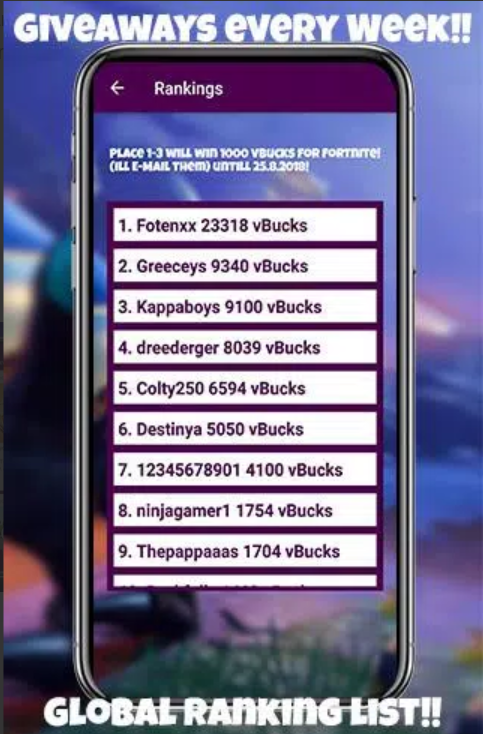 GIVEAWAYS EVERY WEEK!!
Rankings
PLACE 1-3 WILL WIN 1000 VBUCKS FOR FORTNITE!
(ILL E-MAIL THEM) UNTILL 25.8.2018!
1. Fotenxx 23318 vBucks
2. Greeceys 9340 vBucks
3. Kappaboys 9100 vBucks
4. dreederger 8039 vBucks
5. Colty250 6594 vBucks
6. Destinya 5050 vBucks
7. 12345678901 4100 vBucks
8. ninjagamer1 1754 vBucks
9. Thepappaaas 1704 vBucks
GLOBAL RANKING LIST!!